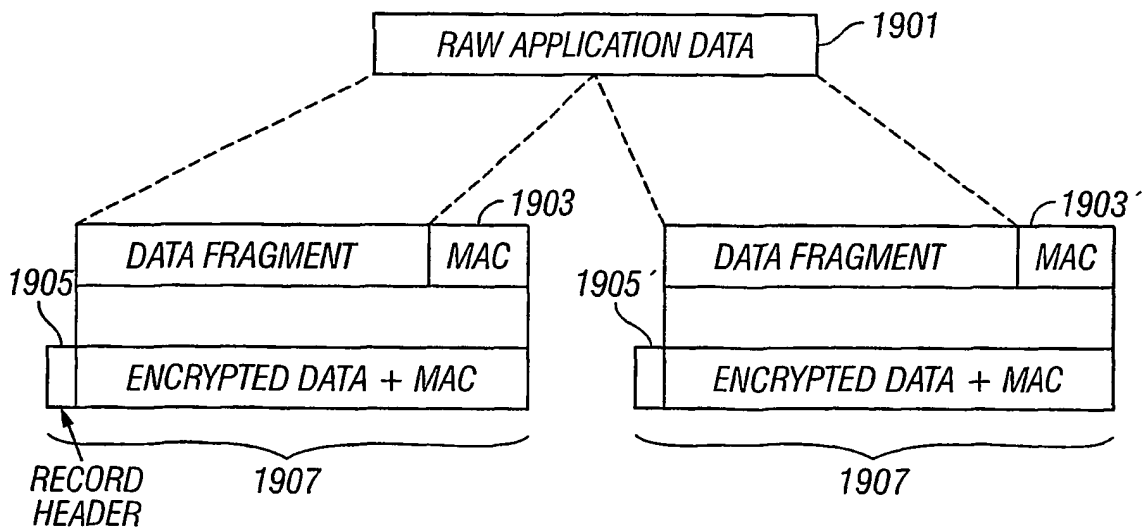 RAW APPLICATION DATA
1901
1903
1903´
DATA FRAGMENT
MAC
DATA FRAGMENT
MAC
1905
1905´
ENCRYPTED DATA + MAC
ENCRYPTED DATA + MAC
RECORD
HEADER
1907
1907